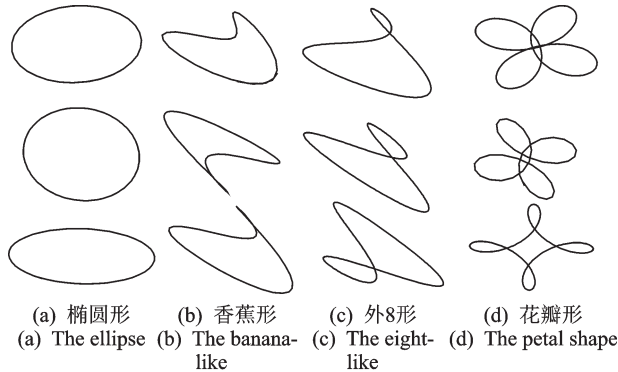 (a) 椭圆形 (b) 香蕉形 (c) 外8形 (d) 花瓣形
(a) The ellipse (b) The banana- (c) The eight- (d) The petal shape
like like